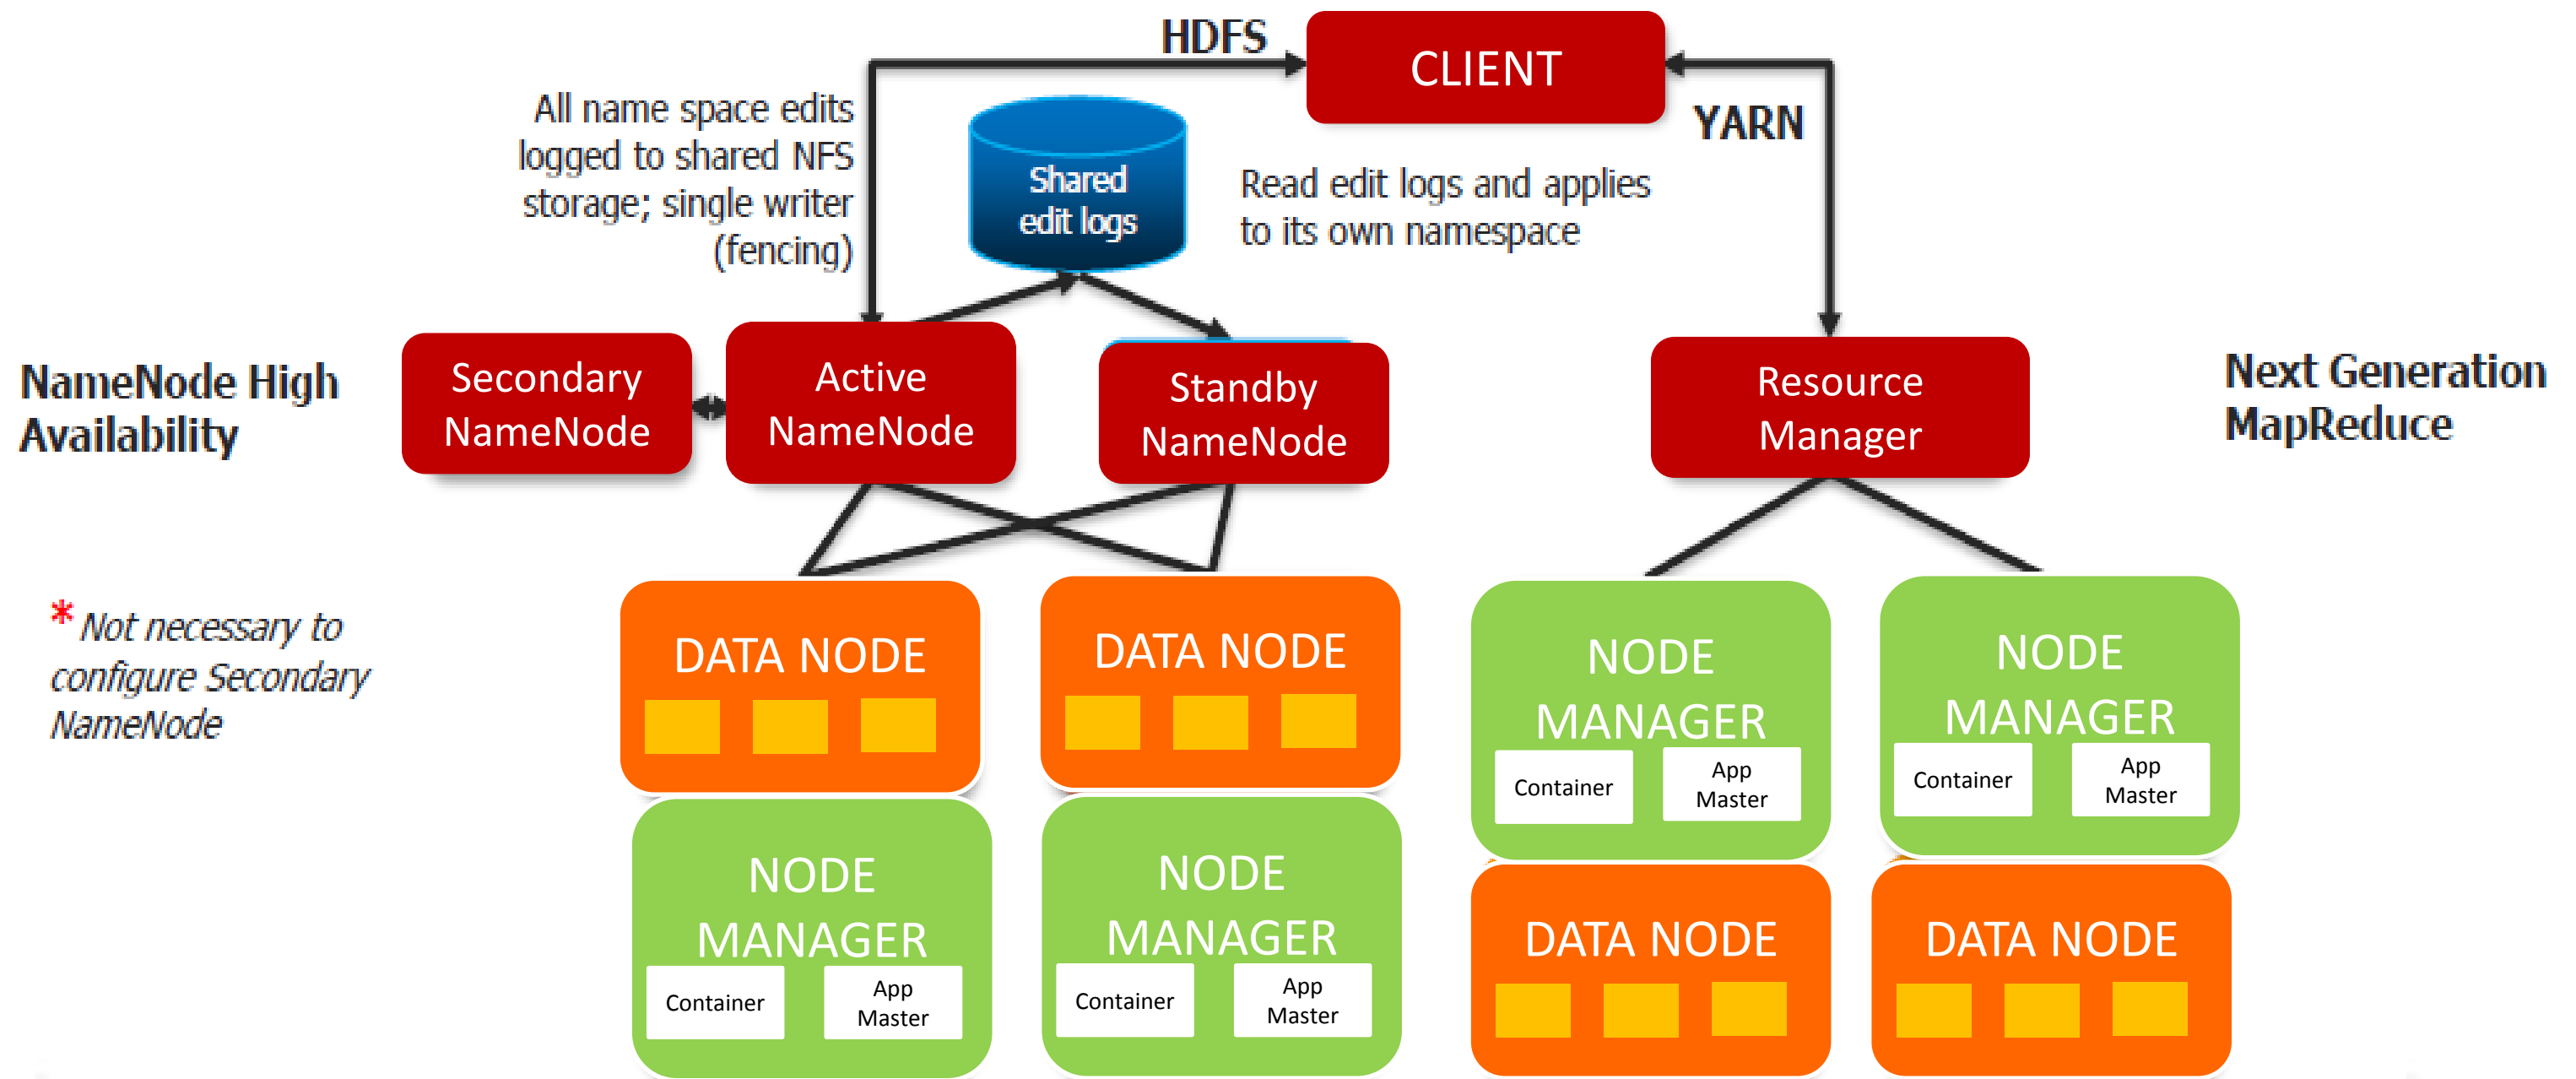 HDFS
CLIENT
YARN
All name space edits
logged to shared NFS
storage; single writer
(fencing)
Shared
edit logs
Read edit logs and applies
to its own namespace
NameNode High
Availability
Secondary
NameNode
Active
NameNode
Standby
NameNode
Resource
Manager
Next Generation
MapReduce
* Not necessary to
configure Secondary
NameNode
DATA NODE
DATA NODE
NODE
MANAGER
Container
App
Master
NODE
MANAGER
Container
App
Master
NODE
MANAGER
Container
App
Master
NODE
MANAGER
Container
App
Master
DATA NODE
DATA NODE